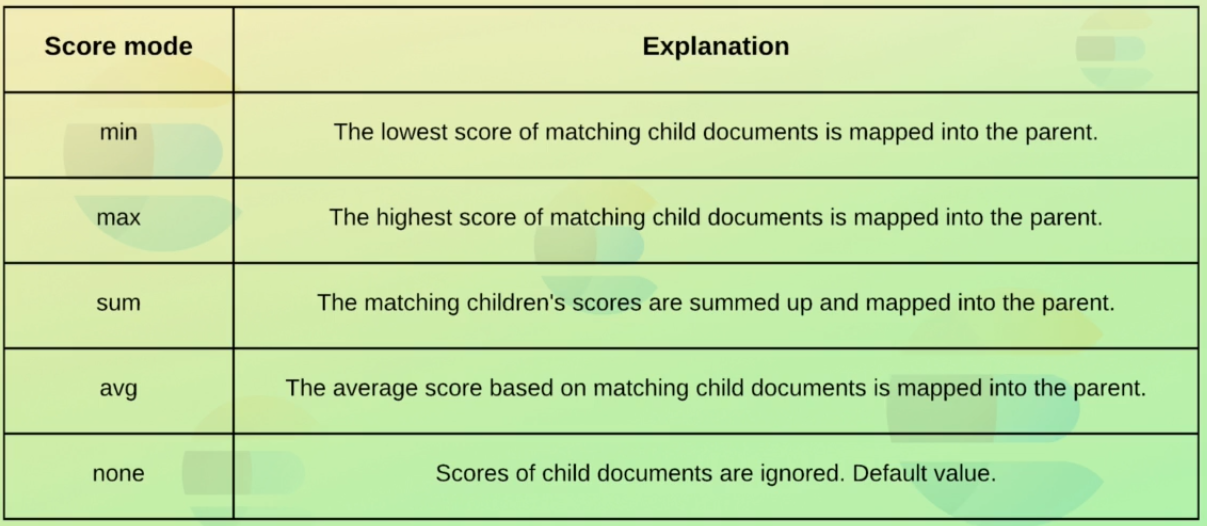 Score mode Explanation
min The lowest score of matching child documents is mapped into the parent.
max The highest score of matching child documents is mapped into the parent.
sum The matching children's scores are summed up and mapped into the parent.
avg The average score based on matching child documents is mapped into the parent.
none Scores of child documents are ignored. Default value.